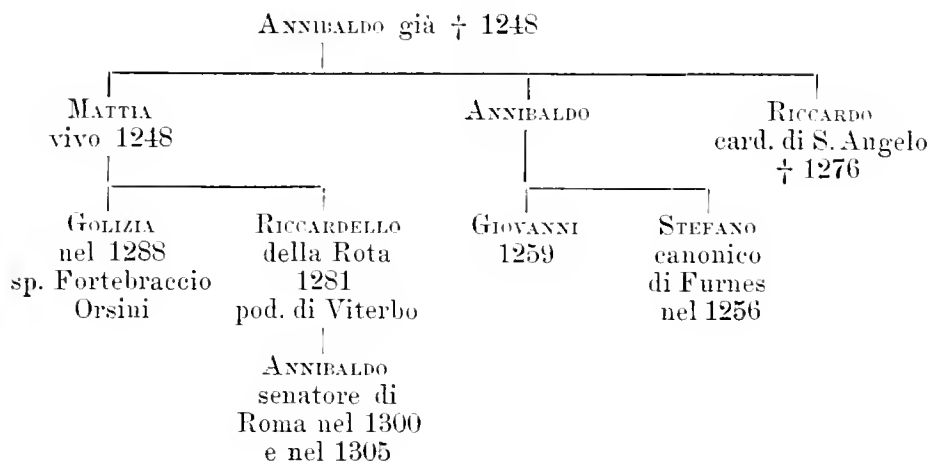 ANNIBALDO già † 1248
MATTIA
vivo 1248
ANNIBALDO
RICCARDO
card. di S. Angelo
† 1276
GOLIZIA
nel 1288
sp. Fortebraccio
Orsini
RICCARDELLO
della Rota
1281
pod. di Viterbo
GIOVANNI
1259
STEFANO
canonico
di Furnes
nel 1256
ANNIBALDO
senatore di
Roma nel 1300
e nel 1305